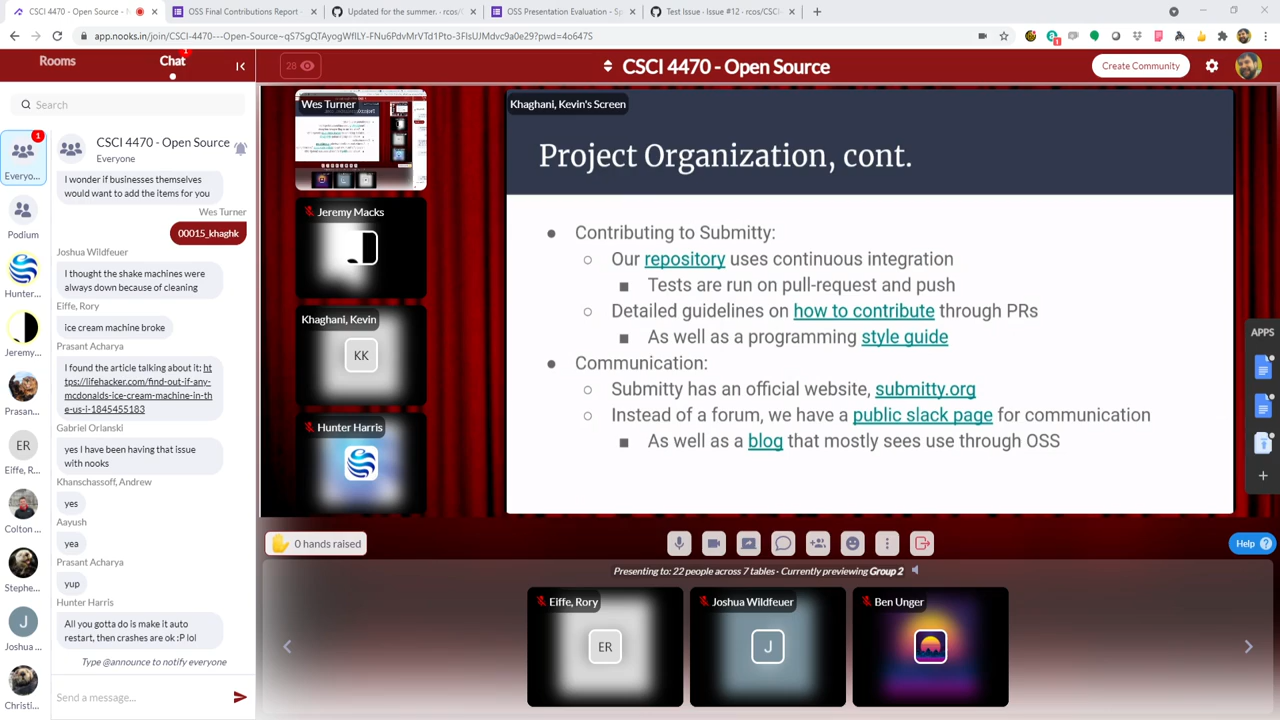 CSCI 4470 - Open Source - N
OSS Final Contributions Report -
Updated for the summer. · rcos/
OSS Presentation Evaluation - Sp
Test Issue · Issue #12 · rcos/CSCI
app.nooks.in/join/CSCI-4470---Open-Source~qS7SgQTAyogWfILY-FNu6PdvMrVTd1Pto-3FIsUJMdvc9a0e29?pwd=4o647S
Rooms
Chat
1
28
CSCI 4470 - Open Source
Create Community
Search
1
Everyo...
CSCI 4470 - Open Source
Everyone
I wonder if businesses themselves
would want to add the items for you
Wes Turner
00015_khaghk
Podium
Joshua Wildfeuer
I thought the shake machines were
always down because of cleaning
Hunter...
Eiffe, Rory
ice cream machine broke
Jeremy...
Prasant Acharya
I found the article talking about it: ht
tps://lifehacker.com/find-out-if-any-
mcdonalds-ice-cream-machine-in-th
e-us-i-1845455183
Prasan...
Gabriel Orlanski
yes I have been having that issue
with nooks
ER
Eiffe, R...
Khanschassoff, Andrew
yes
Aayush
yea
Colton ...
Prasant Acharya
yup
Stephe...
Hunter Harris
All you gotta do is make it auto
restart, then crashes are ok :P lol
J
Joshua ...
Type @announce to notify everyone
Send a message...
Christi...
Wes Turner
Jeremy Macks
Khaghani, Kevin
KK
Hunter Harris
Khaghani, Kevin's Screen
Project Organization, cont.
● Contributing to Submitty:
○ Our repository uses continuous integration
■ Tests are run on pull-request and push
○ Detailed guidelines on how to contribute through PRs
■ As well as a programming style guide
● Communication:
○ Submitty has an official website, submitty.org
○ Instead of a forum, we have a public slack page for communication
■ As well as a blog that mostly sees use through OSS
APPS
0 hands raised
Help
Presenting to: 22 people across 7 tables · Currently previewing Group 2
Eiffe, Rory
ER
Joshua Wildfeuer
J
Ben Unger